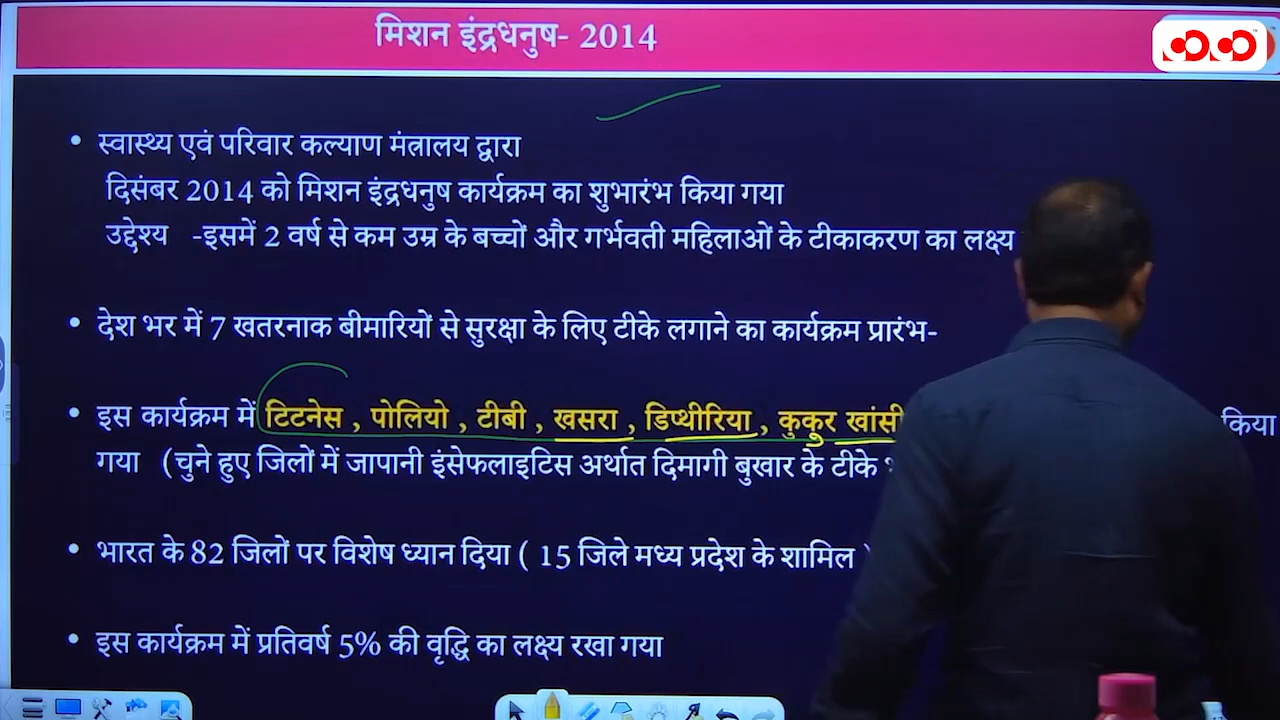 मिशन इंद्रधनुष- 2014
• स्वास्थ्य एवं परिवार कल्याण मंत्रालय द्वारा
दिसंबर 2014 को मिशन इंद्रधनुष कार्यक्रम का शुभारंभ किया गया
उद्देश्य -इसमें 2 वर्ष से कम उम्र के बच्चों और गर्भवती महिलाओं के टीकाकरण का लक्ष्य
• देश भर में 7 खतरनाक बीमारियों से सुरक्षा के लिए टीके लगाने का कार्यक्रम प्रारंभ-
• इस कार्यक्रम में टिटनेस , पोलियो , टीबी , खसरा , डिप्थीरिया , कुकुर खांसी किया
गया (चुने हुए जिलों में जापानी इंसेफलाइटिस अर्थात दिमागी बुखार के टीके
• भारत के 82 जिलों पर विशेष ध्यान दिया ( 15 जिले मध्य प्रदेश के शामिल )
• इस कार्यक्रम में प्रतिवर्ष 5% की वृद्धि का लक्ष्य रखा गया